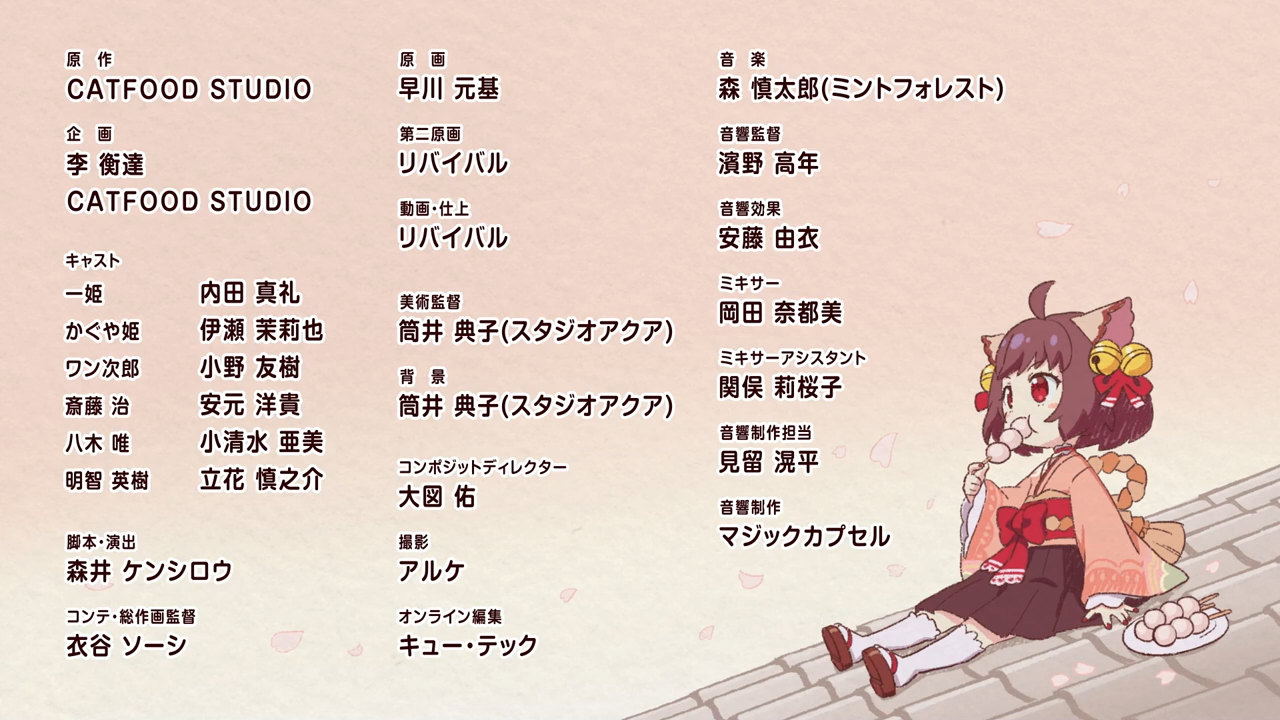 原 作
CATFOOD STUDIO
企 画
李 衡達
CATFOOD STUDIO
キャスト
一姫 内田 真礼
かぐや姫 伊瀬 茉莉也
ワン次郎 小野 友樹
斎藤 治 安元 洋貴
八木 唯 小清水 亜美
明智 英樹 立花 慎之介
脚本・演出
森井 ケンシロウ
コンテ・総作画監督
衣谷 ソーシ
原 画
早川 元基
第二原画
リバイバル
動画・仕上
リバイバル
美術監督
筒井 典子(スタジオアクア)
背 景
筒井 典子(スタジオアクア)
コンポジットディレクター
大図 佑
撮影
アルケ
オンライン編集
キュー・テック
音 楽
森 慎太郎(ミントフォレスト)
音響監督
濱野 高年
音響効果
安藤 由衣
ミキサー
岡田 奈都美
ミキサーアシスタント
関俣 莉桜子
音響制作担当
見留 滉平
音響制作
マジックカプセル